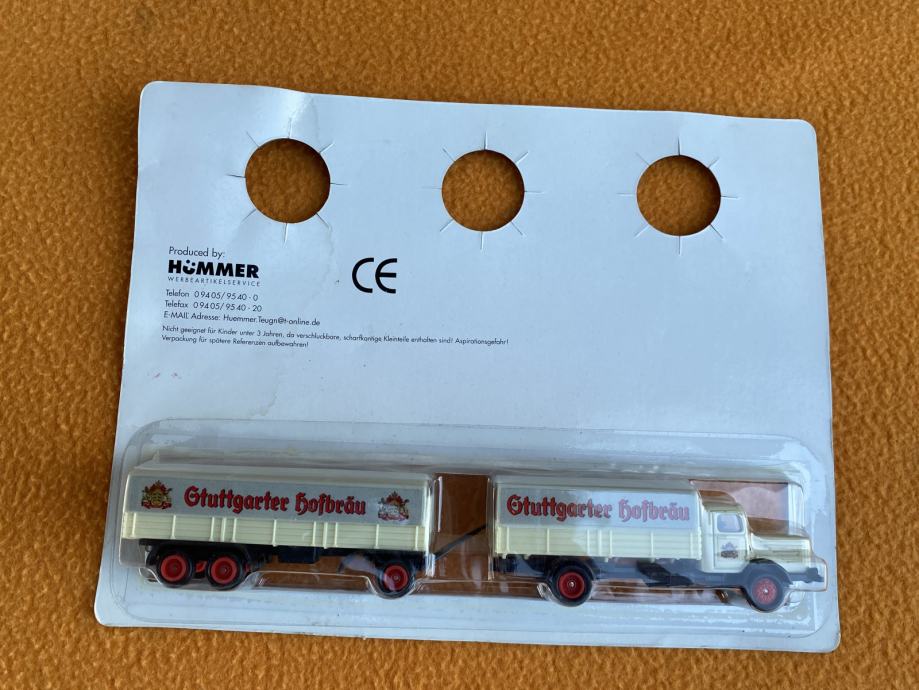 Produced by:
HÜMMER
WERBEARTIKELSERVICE
Telefon 09405/9540 - 0
Telefax 09405/9540 - 20
E-MAIL Adresse: Huemmer.Teugn@t-online.de
Nicht geeignet für Kinder unter 3 Jahren, da verschluckbare, scharfkantige Kleinteile enthalten sind! Aspirationsgefahr!
Verpackung für spätere Referenzen aufbewahren!
CE
Stuttgarter Hofbräu
Stuttgarter Hofbräu